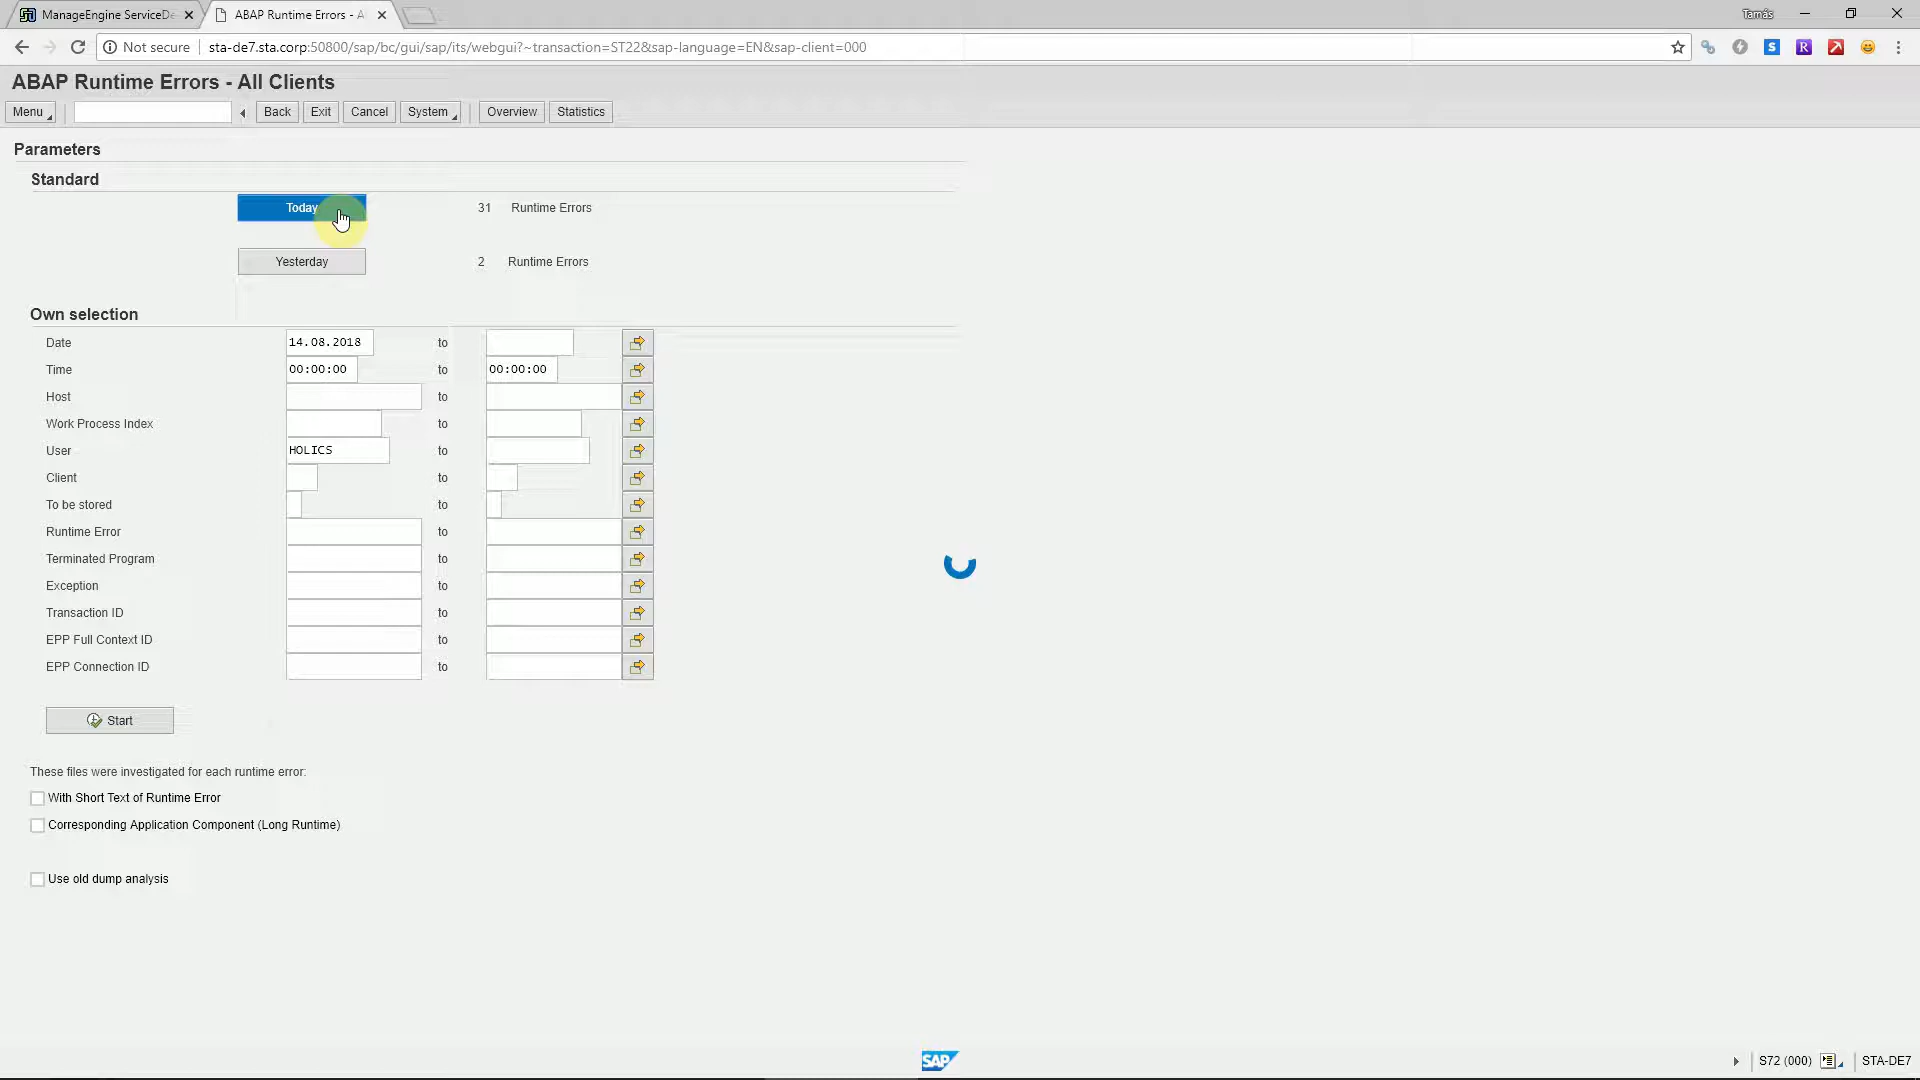 ManageEngine ServiceDe
ABAP Runtime Errors - A
Tamás
Not secure
sta-de7.sta.corp:50800/sap/bc/gui/sap/its/webgui?~transaction=ST22&sap-language=EN&sap-client=000
ABAP Runtime Errors - All Clients
Menu
Back
Exit
Cancel
System
Overview
Statistics
Parameters
Standard
Today
31 Runtime Errors
Yesterday
2 Runtime Errors
Own selection
Date 14.08.2018 to
Time 00:00:00 to 00:00:00
Host to
Work Process Index to
User HOLICS to
Client to
To be stored to
Runtime Error to
Terminated Program to
Exception to
Transaction ID to
EPP Full Context ID to
EPP Connection ID to
Start
These files were investigated for each runtime error:
With Short Text of Runtime Error
Corresponding Application Component (Long Runtime)
Use old dump analysis
SAP
S72 (000)
STA-DE7